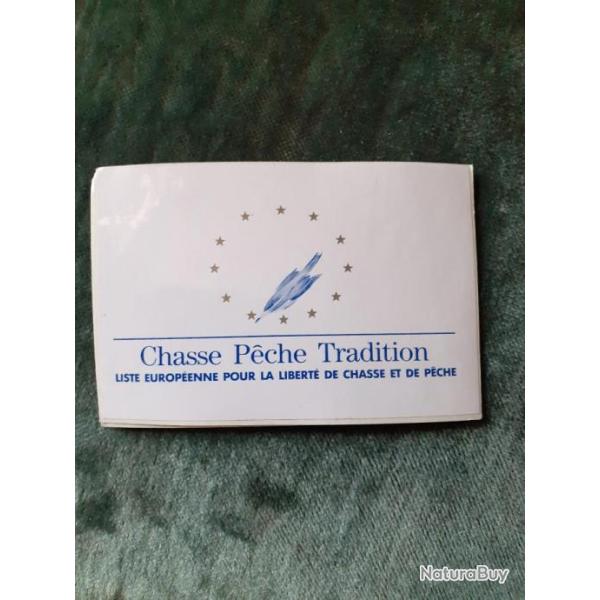 Chasse Pêche Tradition
LISTE EUROPÉENNE POUR LA LIBERTÉ DE CHASSE ET DE PÊCHE
NaturaBuy